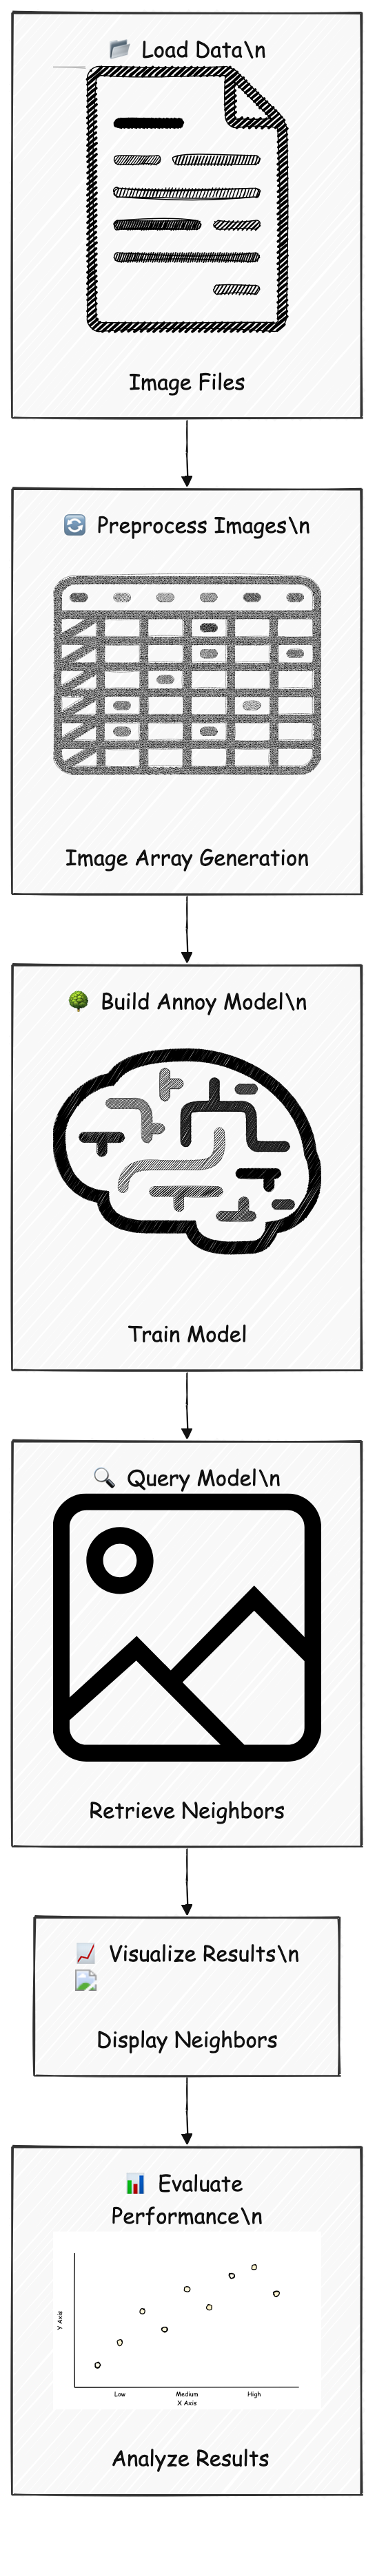 📂 Load Data\n
Image Files
🔄 Preprocess Images\n
Image Array Generation
🌳 Build Annoy Model\n
Train Model
🔍 Query Model\n
Retrieve Neighbors
📈 Visualize Results\n
Display Neighbors
📊 Evaluate
Performance\n
Y Axis
Low Medium High
X Axis
Analyze Results